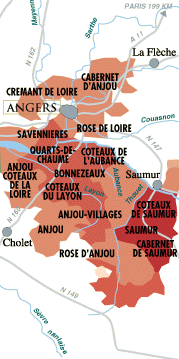 PARIS 199 KM
Mayenne
Sarthe
A 11
N 162
La Flèche
CABERNET
D'ANJOU
CREMANT DE LOIRE
ANGERS
Couasnon
ROSE DE LOIRE
SAVENNIERES
N 147
QUARTS-DE-
CHAUME
COTEAUX
DE
L'AUBANCE
ANJOU
COTEAUX
DE LA
LOIRE
BONNEZEAUX
Saumur
COTEAUX
DU LAYON
Layon
Aubance
Thouet
COTEAUX
DE SAUMUR
ANJOU-VILLAGES
N 160
ANJOU
SAUMUR
Cholet
CABERNET
DE SAUMUR
ROSE D'ANJOU
N 149
Sèvre
nantaise